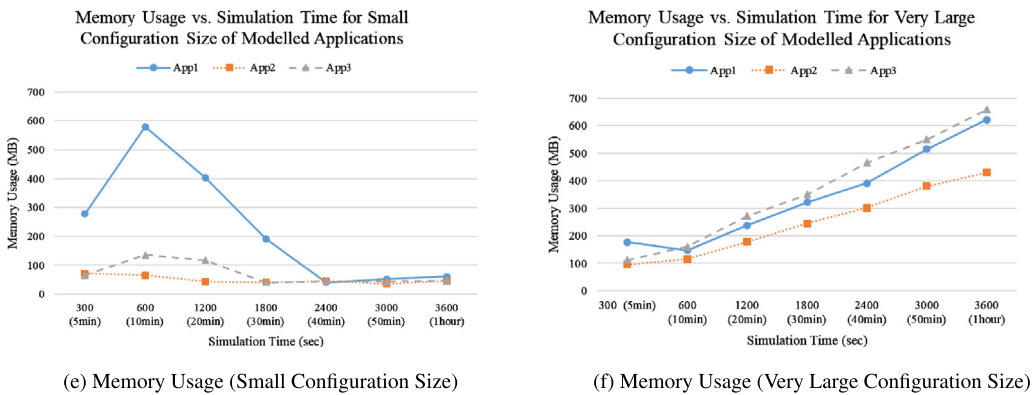 Memory Usage vs. Simulation Time for Small
Configuration Size of Modelled Applications
App1 App2 App3
700
600
500
400
300
200
100
0
Memory Usage (MB)
300 600 1200 1800 2400 3000 3600
(5min) (10min) (20min) (30min) (40min) (50min) (1hour)
Simulation Time (sec)
(e) Memory Usage (Small Configuration Size)
Memory Usage vs. Simulation Time for Very Large
Configuration Size of Modelled Applications
App1 App2 App3
700
600
500
400
300
200
100
0
Memory Usage (MB)
300 (5min) 600 1200 1800 2400 3000 3600
(10min) (20min) (30min) (40min) (50min) (1hour)
Simulation Time (sec)
(f) Memory Usage (Very Large Configuration Size)